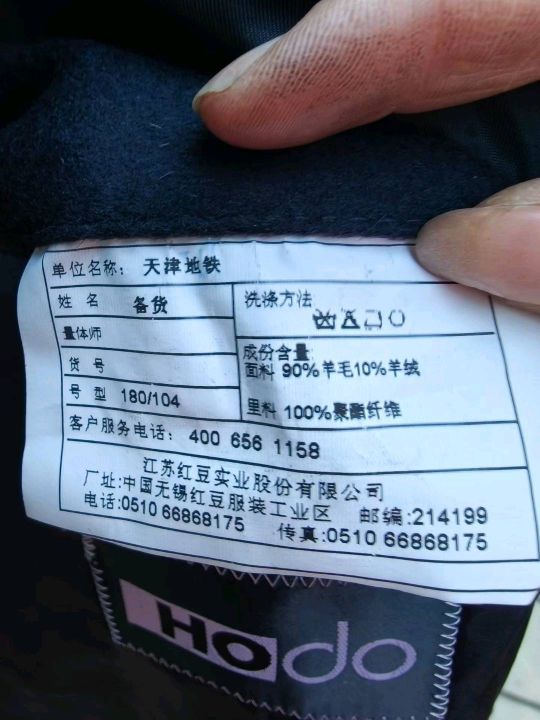 单位名称: 天津地铁
姓 名 备货
洗涤方法
量体师
成份含量
货 号
面料 90%羊毛10%羊绒
号 型 180/104
里料 100%聚酯纤维
客户服务电话: 400 656 1158
江苏红豆实业股份有限公司
厂址:中国无锡红豆服装工业区 邮编:214199
电话:0510 66868175 传真:0510 66868175
HOdo